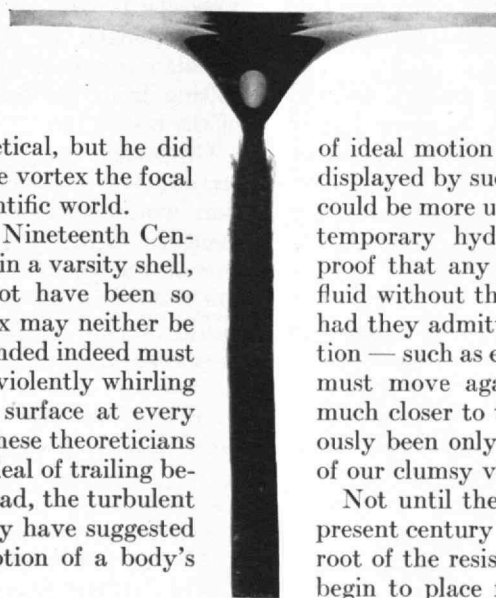 etical, but he did
e vortex the focal
ntific world.
Nineteenth Cen-
in a varsity shell,
ot have been so
x may neither be
nded indeed must
violently whirling
surface at every
hese theoreticians
eal of trailing be-
ad, the turbulent
y have suggested
otion of a body's
of ideal motion
displayed by suc
could be more u
temporary hyd
proof that any
fluid without th
had they admitt
tion — such as e
must move aga
much closer to t
ously been only
of our clumsy v
Not until the
present century
root of the resis
begin to place